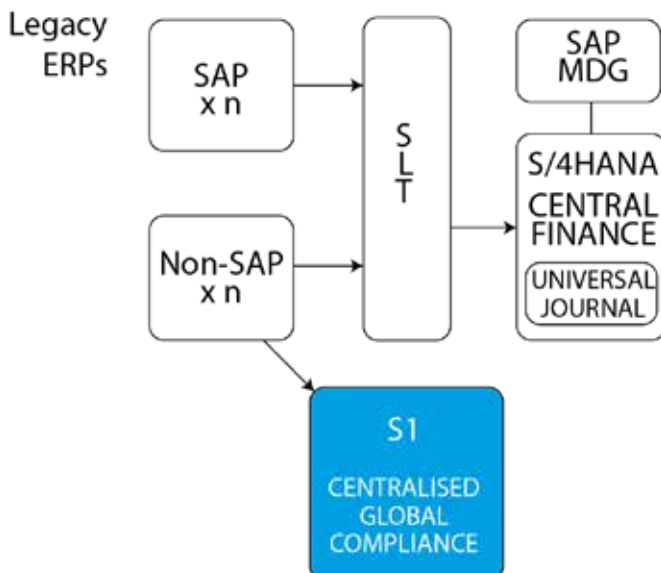 Legacy
ERPs
SAP
x n
Non-SAP
x n
S
L
T
SAP
MDG
S/4HANA
CENTRAL
FINANCE
UNIVERSAL
JOURNAL
S1
CENTRALISED
GLOBAL
COMPLIANCE